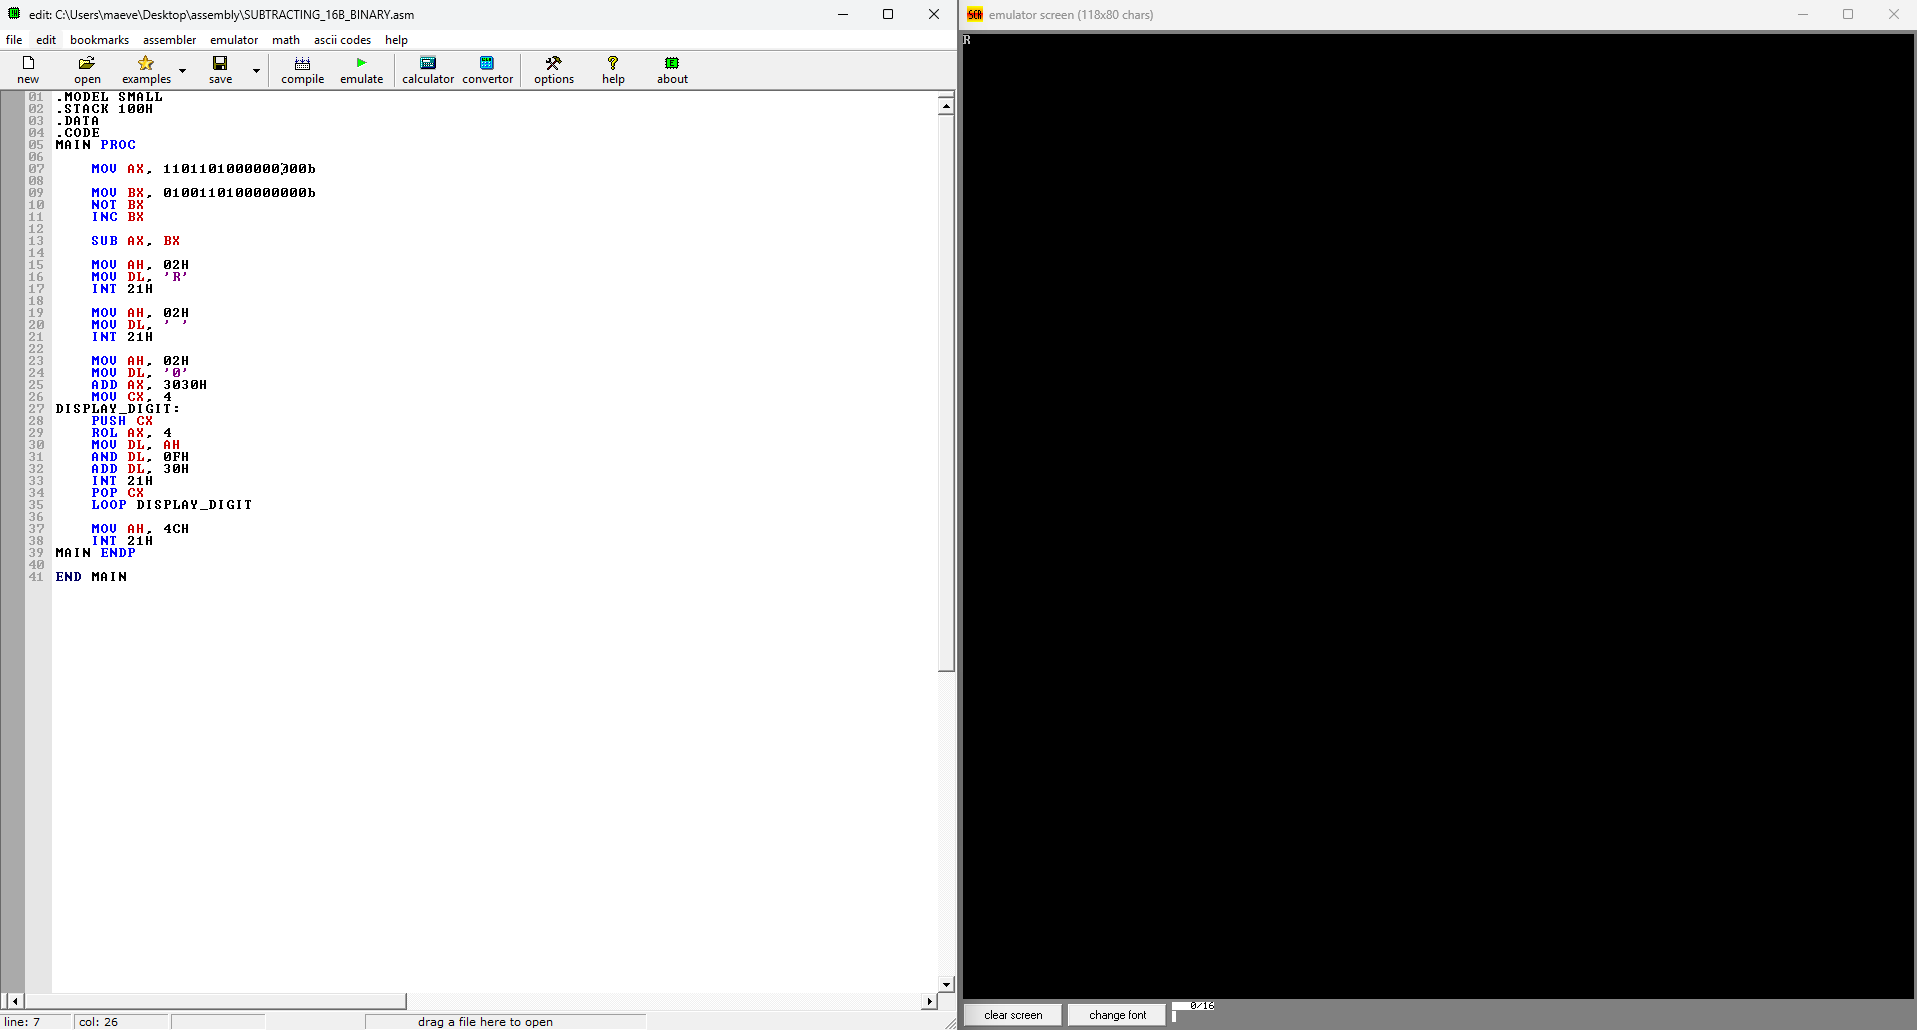 edit: C:\Users\maeve\Desktop\assembly\SUBTRACTING_16B_BINARY.asm
file edit bookmarks assembler emulator math ascii codes help
new open examples save compile emulate calculator convertor options help about
01 .MODEL SMALL
02 .STACK 100H
03 .DATA
04 .CODE
05 MAIN PROC
06
07 MOV AX, 1101101000000000b
08
09 MOV BX, 0100110100000000b
10 NOT BX
11 INC BX
12
13 SUB AX, BX
14
15 MOV AH, 02H
16 MOV DL, 'R'
17 INT 21H
18
19 MOV AH, 02H
20 MOV DL, ' '
21 INT 21H
22
23 MOV AH, 02H
24 MOV DL, '0'
25 ADD AX, 3030H
26 MOV CX, 4
27 DISPLAY_DIGIT:
28 PUSH CX
29 ROL AX, 4
30 MOV DL, AH
31 AND DL, 0FH
32 ADD DL, 30H
33 INT 21H
34 POP CX
35 LOOP DISPLAY_DIGIT
36
37 MOV AH, 4CH
38 INT 21H
39 MAIN ENDP
40
41 END MAIN
line: 7 col: 26 drag a file here to open
SCR emulator screen (118x80 chars)
R
clear screen change font 0/16